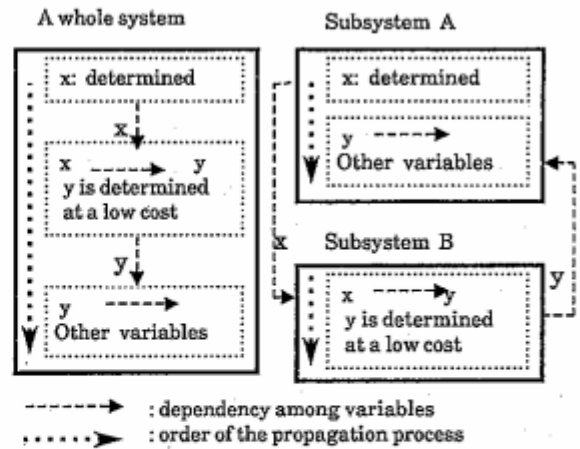 A whole system
x: determined
x
x y
y is determined
at a low cost
y
y
Other variables
Subsystem A
x: determined
y
Other variables
x
Subsystem B
x y
y is determined
at a low cost
y
: dependency among variables
: order of the propagation process